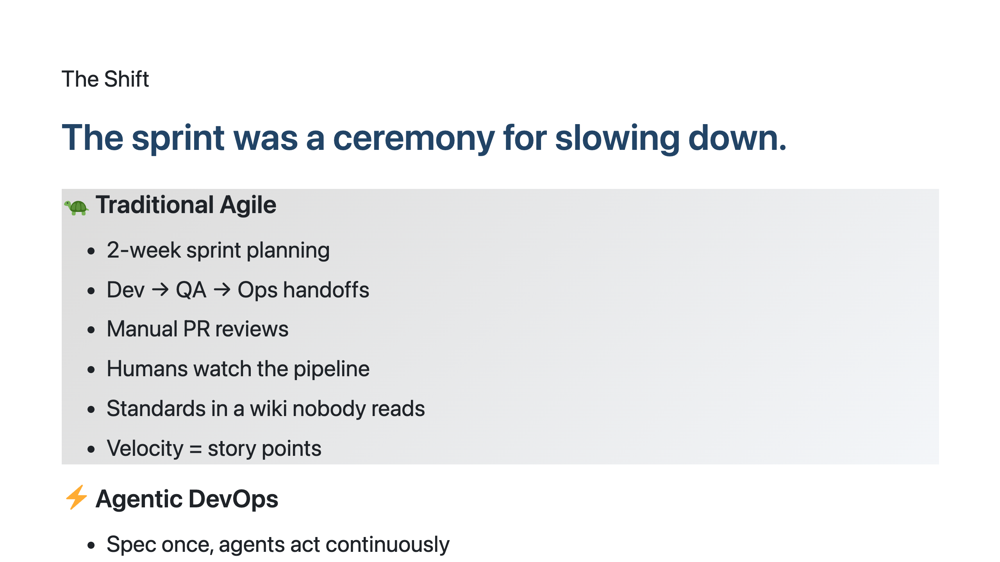 The Shift
The sprint was a ceremony for slowing down.
🐢 Traditional Agile
• 2-week sprint planning
• Dev → QA → Ops handoffs
• Manual PR reviews
• Humans watch the pipeline
• Standards in a wiki nobody reads
• Velocity = story points
⚡ Agentic DevOps
• Spec once, agents act continuously